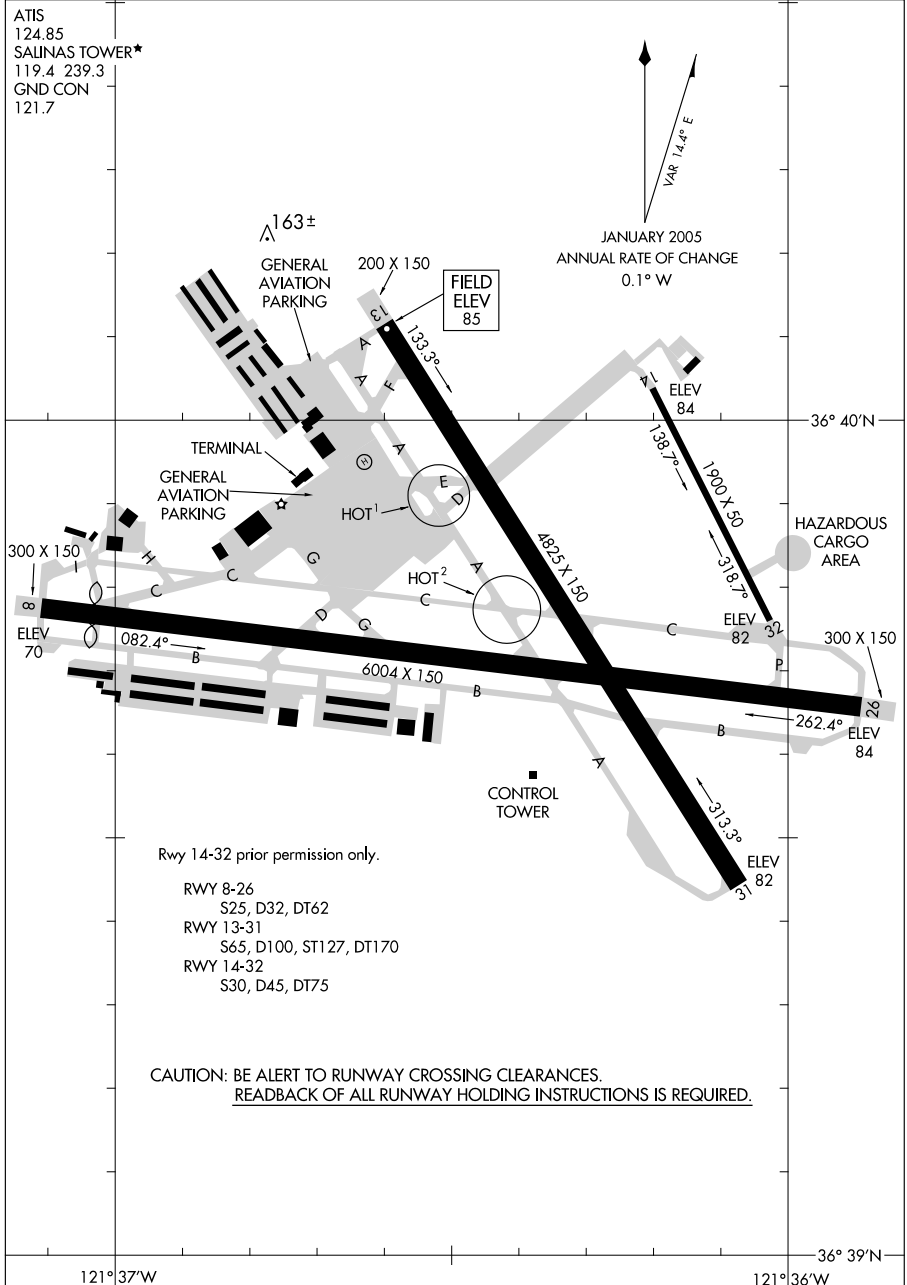 ATIS
124.85
SALINAS TOWER★
119.4 239.3
GND CON
121.7
VAR 14.4° E
JANUARY 2005
ANNUAL RATE OF CHANGE
0.1° W
163±
GENERAL
AVIATION
PARKING
200 X 150
FIELD
ELEV
85
13
133.3°
A
A
F
A
14
ELEV
84
36° 40'N
138.7°
1900 X 50
318.7°
HAZARDOUS
CARGO
AREA
TERMINAL
H
GENERAL
AVIATION
PARKING
HOT1
E
D
4825 X 150
300 X 150
H
C
C
G
HOT2
A
C
C
ELEV
82
32
300 X 150
8
ELEV
70
082.4°
B
D
G
6004 X 150
B
P
26
262.4°
ELEV
84
B
A
CONTROL
TOWER
313.3°
ELEV
82
31
Rwy 14-32 prior permission only.
RWY 8-26
S25, D32, DT62
RWY 13-31
S65, D100, ST127, DT170
RWY 14-32
S30, D45, DT75
CAUTION: BE ALERT TO RUNWAY CROSSING CLEARANCES.
READBACK OF ALL RUNWAY HOLDING INSTRUCTIONS IS REQUIRED.
36° 39'N
121° 37'W
121° 36'W